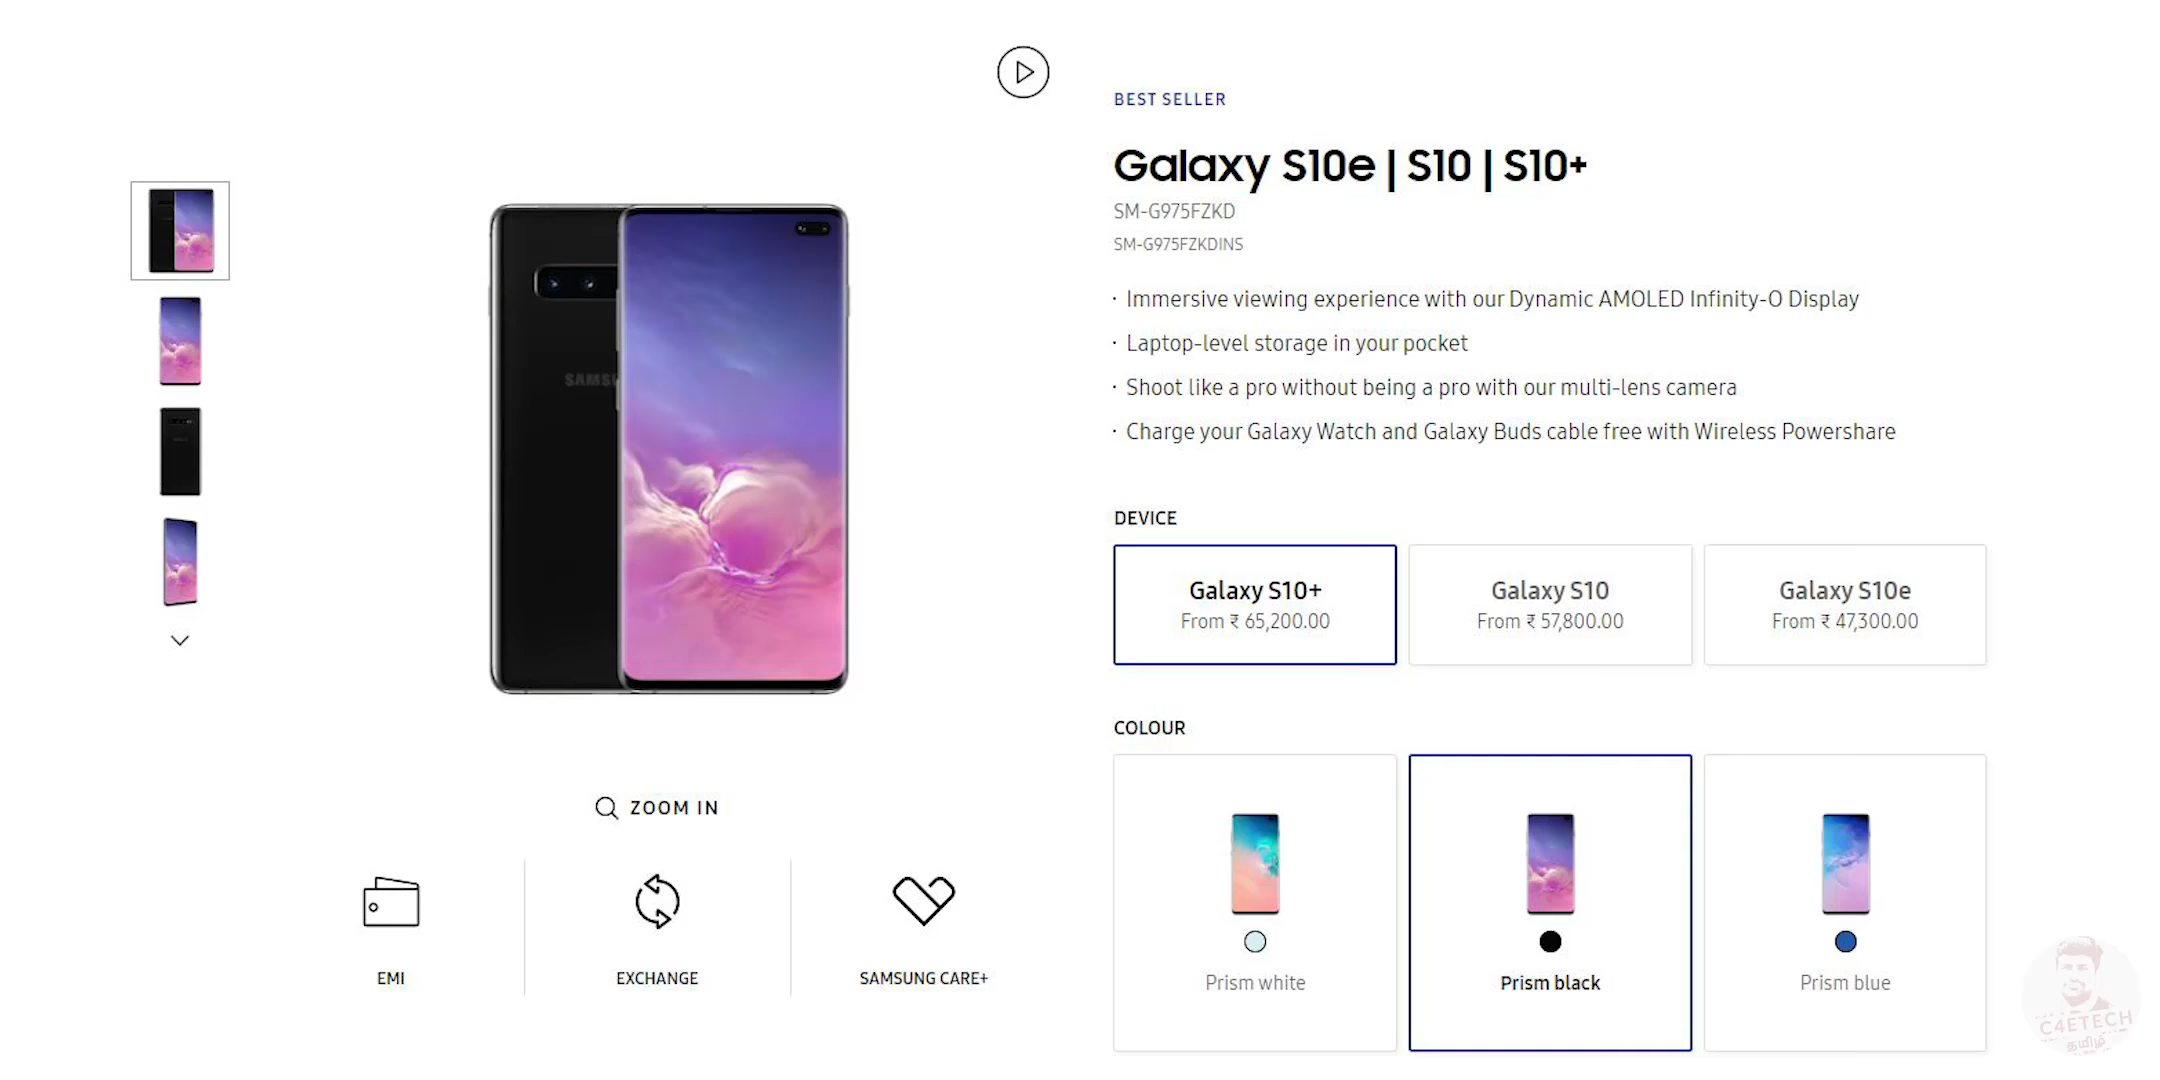 BEST SELLER
Galaxy S10e | S10 | S10+
SM-G975FZKD
SM-G975FZKDINS
· Immersive viewing experience with our Dynamic AMOLED Infinity-O Display
· Laptop-level storage in your pocket
· Shoot like a pro without being a pro with our multi-lens camera
· Charge your Galaxy Watch and Galaxy Buds cable free with Wireless Powershare
DEVICE
Galaxy S10+
From ₹ 65,200.00
Galaxy S10
From ₹ 57,800.00
Galaxy S10e
From ₹ 47,300.00
COLOUR
Prism white
Prism black
Prism blue
SAMSU
ZOOM IN
EMI
EXCHANGE
SAMSUNG CARE+
C4ETECH
தமிழ்